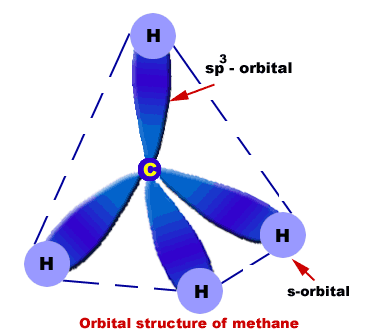 H
sp³ - orbital
C
H
H
H
s-orbital
Orbital structure of methane